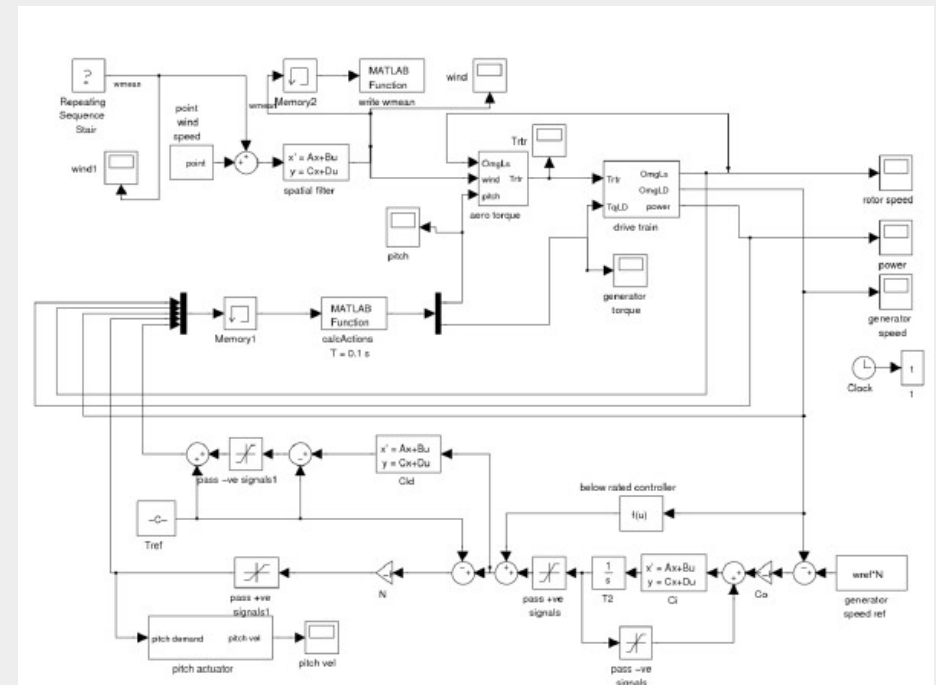 ?
wmean
Repeating
Sequence
Stair
wind1
point
wind
speed
point
wmean
Memory2
MATLAB
Function
write wmean
wind
x' = Ax+Bu
y = Cx+Du
spatial filter
OmgLs
wind
pitch
Trtr
aero torque
Trtr
Trtr
TqLD
OmgLs
OmgLD
power
drive train
rotor speed
power
generator
speed
pitch
generator
torque
Memory1
MATLAB
Function
calcActions
T = 0.1 s
Clock
t
1
pass -ve signals1
x' = Ax+Bu
y = Cx+Du
Cld
below rated controller
f(u)
-C-
Tref
pass +ve
signals1
N
pass +ve
signals
1
s
T2
x' = Ax+Bu
y = Cx+Du
Ci
Co
wref*N
generator
speed ref
pitch demand
pitch vel
pitch actuator
pitch vel
pass -ve
signals